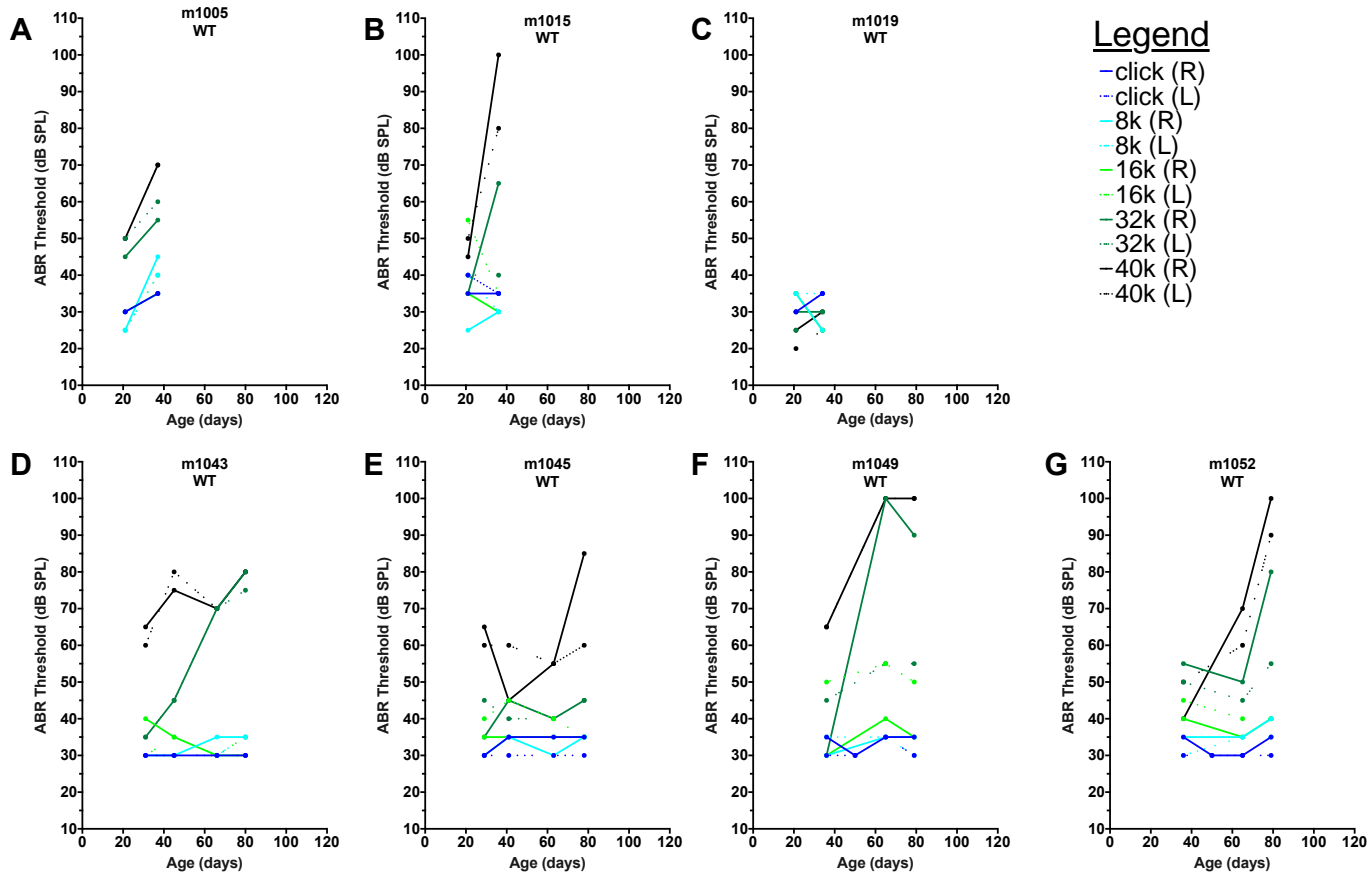 A
m1005
WT
110
100
90
80
70
60
50
40
30
20
10
ABR Threshold (dB SPL)
0 20 40 60 80 100 120
Age (days)
B
m1015
WT
110
100
90
80
70
60
50
40
30
20
10
ABR Threshold (dB SPL)
0 20 40 60 80 100 120
Age (days)
C
m1019
WT
110
100
90
80
70
60
50
40
30
20
10
ABR Threshold (dB SPL)
0 20 40 60 80 100 120
Age (days)
Legend
click (R)
click (L)
8k (R)
8k (L)
16k (R)
16k (L)
32k (R)
32k (L)
40k (R)
40k (L)
D
m1043
WT
110
100
90
80
70
60
50
40
30
20
10
ABR Threshold (dB SPL)
0 20 40 60 80 100 120
Age (days)
E
m1045
WT
110
100
90
80
70
60
50
40
30
20
10
ABR Threshold (dB SPL)
0 20 40 60 80 100 120
Age (days)
F
m1049
WT
110
100
90
80
70
60
50
40
30
20
10
ABR Threshold (dB SPL)
0 20 40 60 80 100 120
Age (days)
G
m1052
WT
110
100
90
80
70
60
50
40
30
20
10
ABR Threshold (dB SPL)
0 20 40 60 80 100 120
Age (days)